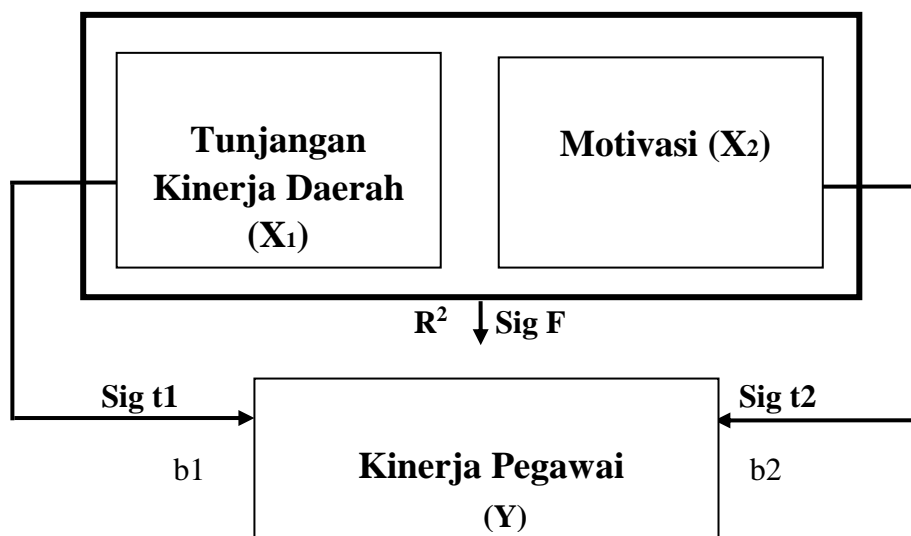 Tunjangan
Kinerja Daerah
(X₁)
Motivasi (X₂)
R² Sig F
Sig t1
Sig t2
b1
Kinerja Pegawai
b2
(Y)